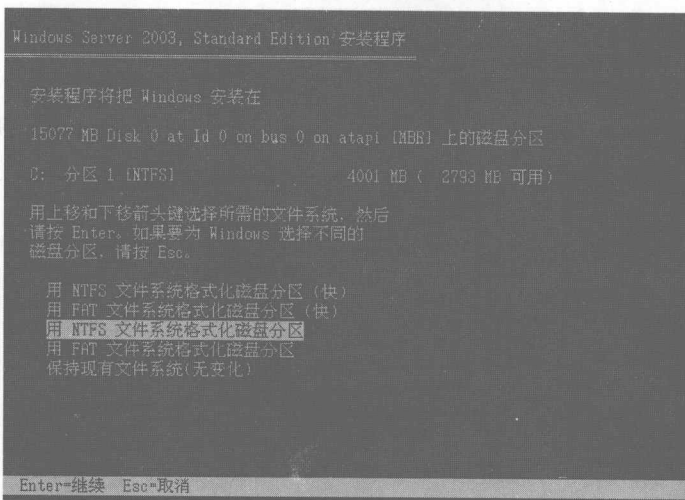 Windows Server 2003, Standard Edition 安装程序
安装程序将把 Windows 安装在
15077 MB Disk 0 at Id 0 on bus 0 on atapi [MBR] 上的磁盘分区
C: 分区 1 [NTFS] 4001 MB ( 2793 MB 可用)
用上移和下移箭头键选择所需的文件系统, 然后
请按 Enter。如果要为 Windows 选择不同的
磁盘分区, 请按 Esc。
用 NTFS 文件系统格式化磁盘分区 (快)
用 FAT 文件系统格式化磁盘分区 (快)
用 NTFS 文件系统格式化磁盘分区
用 FAT 文件系统格式化磁盘分区
保持现有文件系统(无变化)
Enter=继续 Esc=取消